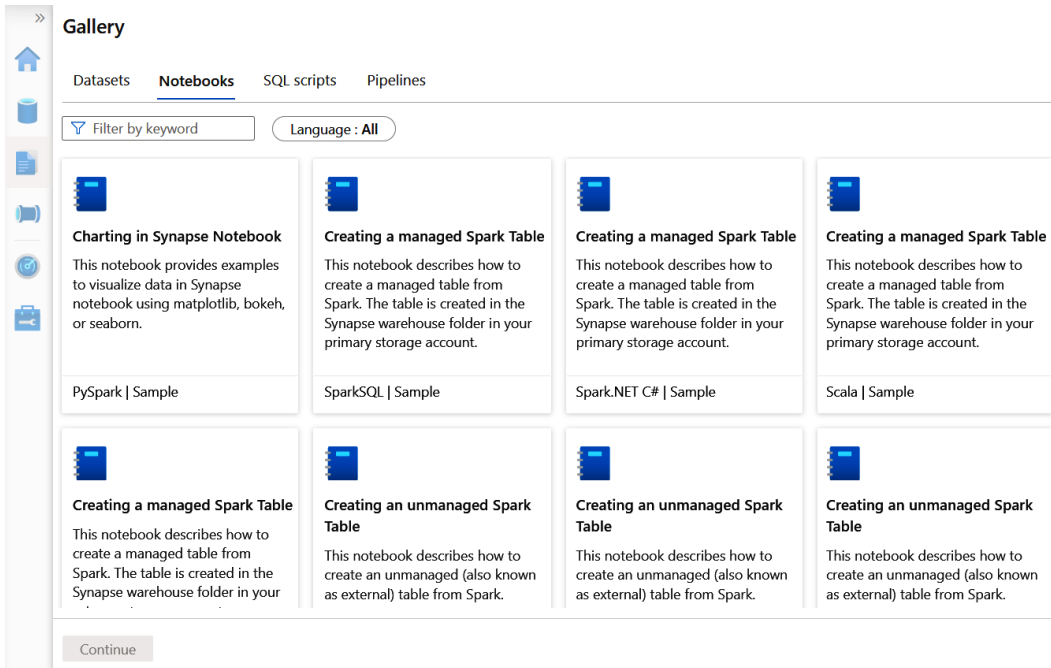 Gallery
Datasets
Notebooks
SQL scripts
Pipelines
Filter by keyword
Language : All
Charting in Synapse Notebook
This notebook provides examples
to visualize data in Synapse
notebook using matplotlib, bokeh,
or seaborn.
PySpark | Sample
Creating a managed Spark Table
This notebook describes how to
create a managed table from
Spark. The table is created in the
Synapse warehouse folder in your
primary storage account.
SparkSQL | Sample
Creating a managed Spark Table
This notebook describes how to
create a managed table from
Spark. The table is created in the
Synapse warehouse folder in your
primary storage account.
Spark.NET C# | Sample
Creating a managed Spark Table
This notebook describes how to
create a managed table from
Spark. The table is created in the
Synapse warehouse folder in your
primary storage account.
Scala | Sample
Creating a managed Spark Table
This notebook describes how to
create a managed table from
Spark. The table is created in the
Synapse warehouse folder in your
Creating an unmanaged Spark
Table
This notebook describes how to
create an unmanaged (also known
as external) table from Spark.
Creating an unmanaged Spark
Table
This notebook describes how to
create an unmanaged (also known
as external) table from Spark.
Creating an unmanaged Spark
Table
This notebook describes how to
create an unmanaged (also known
as external) table from Spark.
Continue